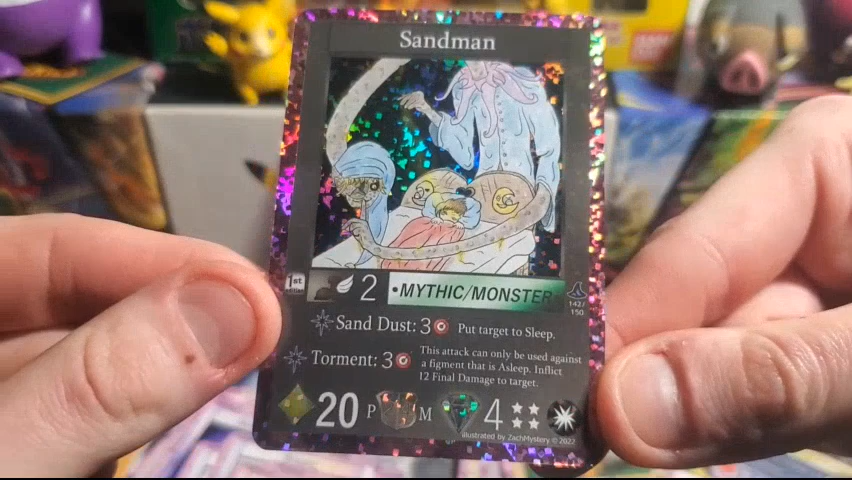 Sandman
1st
edition
2
•MYTHIC/MONSTER
142/
150
Sand Dust: 3
Put target to Sleep.
Torment: 3
This attack can only be used against
a figment that is Asleep. Inflict
12 Final Damage to target.
20 P M 4
Illustrated by ZachMystery © 2022